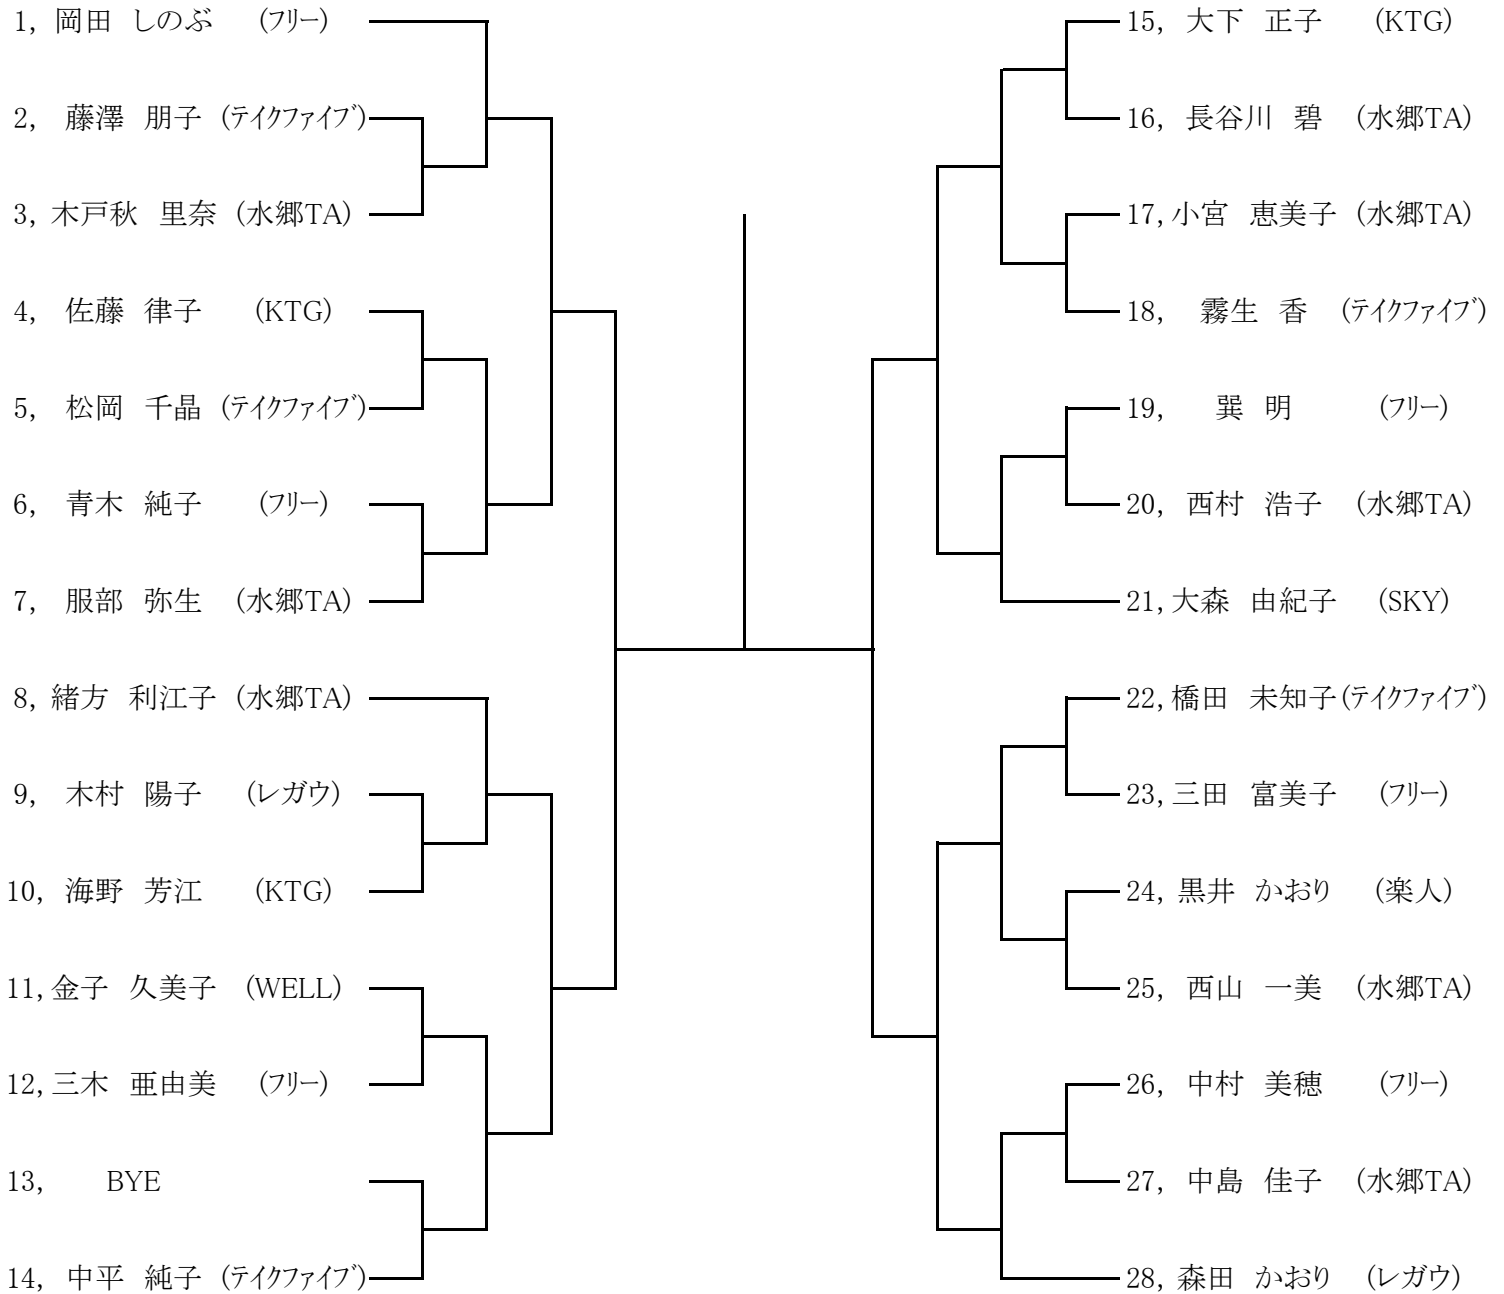 1, 岡田 しのぶ (フリー)
2, 藤澤 朋子 (テイクファイブ)
3, 木戸秋 里奈 (水郷TA)
4, 佐藤 律子 (KTG)
5, 松岡 千晶 (テイクファイブ)
6, 青木 純子 (フリー)
7, 服部 弥生 (水郷TA)
8, 緒方 利江子 (水郷TA)
9, 木村 陽子 (レガウ)
10, 海野 芳江 (KTG)
11, 金子 久美子 (WELL)
12, 三木 亜由美 (フリー)
13, BYE
14, 中平 純子 (テイクファイブ)
15, 大下 正子 (KTG)
16, 長谷川 碧 (水郷TA)
17, 小宮 恵美子 (水郷TA)
18, 霧生 香 (テイクファイブ)
19, 巽 明 (フリー)
20, 西村 浩子 (水郷TA)
21, 大森 由紀子 (SKY)
22, 橋田 未知子 (テイクファイブ)
23, 三田 富美子 (フリー)
24, 黒井 かおり (楽人)
25, 西山 一美 (水郷TA)
26, 中村 美穂 (フリー)
27, 中島 佳子 (水郷TA)
28, 森田 かおり (レガウ)